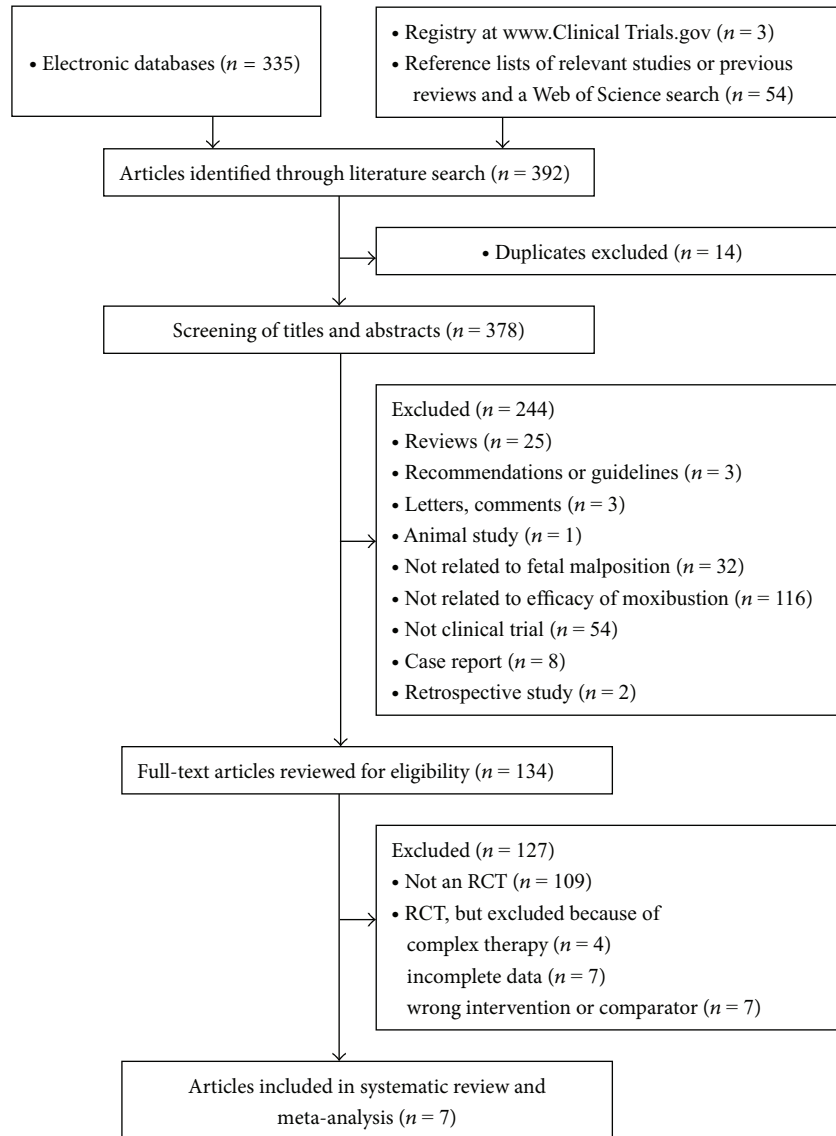 • Electronic databases (n = 335)
• Registry at www.Clinical Trials.gov (n = 3)
• Reference lists of relevant studies or previous
reviews and a Web of Science search (n = 54)
Articles identified through literature search (n = 392)
• Duplicates excluded (n = 14)
Screening of titles and abstracts (n = 378)
Excluded (n = 244)
• Reviews (n = 25)
• Recommendations or guidelines (n = 3)
• Letters, comments (n = 3)
• Animal study (n = 1)
• Not related to fetal malposition (n = 32)
• Not related to efficacy of moxibustion (n = 116)
• Not clinical trial (n = 54)
• Case report (n = 8)
• Retrospective study (n = 2)
Full-text articles reviewed for eligibility (n = 134)
Excluded (n = 127)
• Not an RCT (n = 109)
• RCT, but excluded because of
complex therapy (n = 4)
incomplete data (n = 7)
wrong intervention or comparator (n = 7)
Articles included in systematic review and
meta-analysis (n = 7)